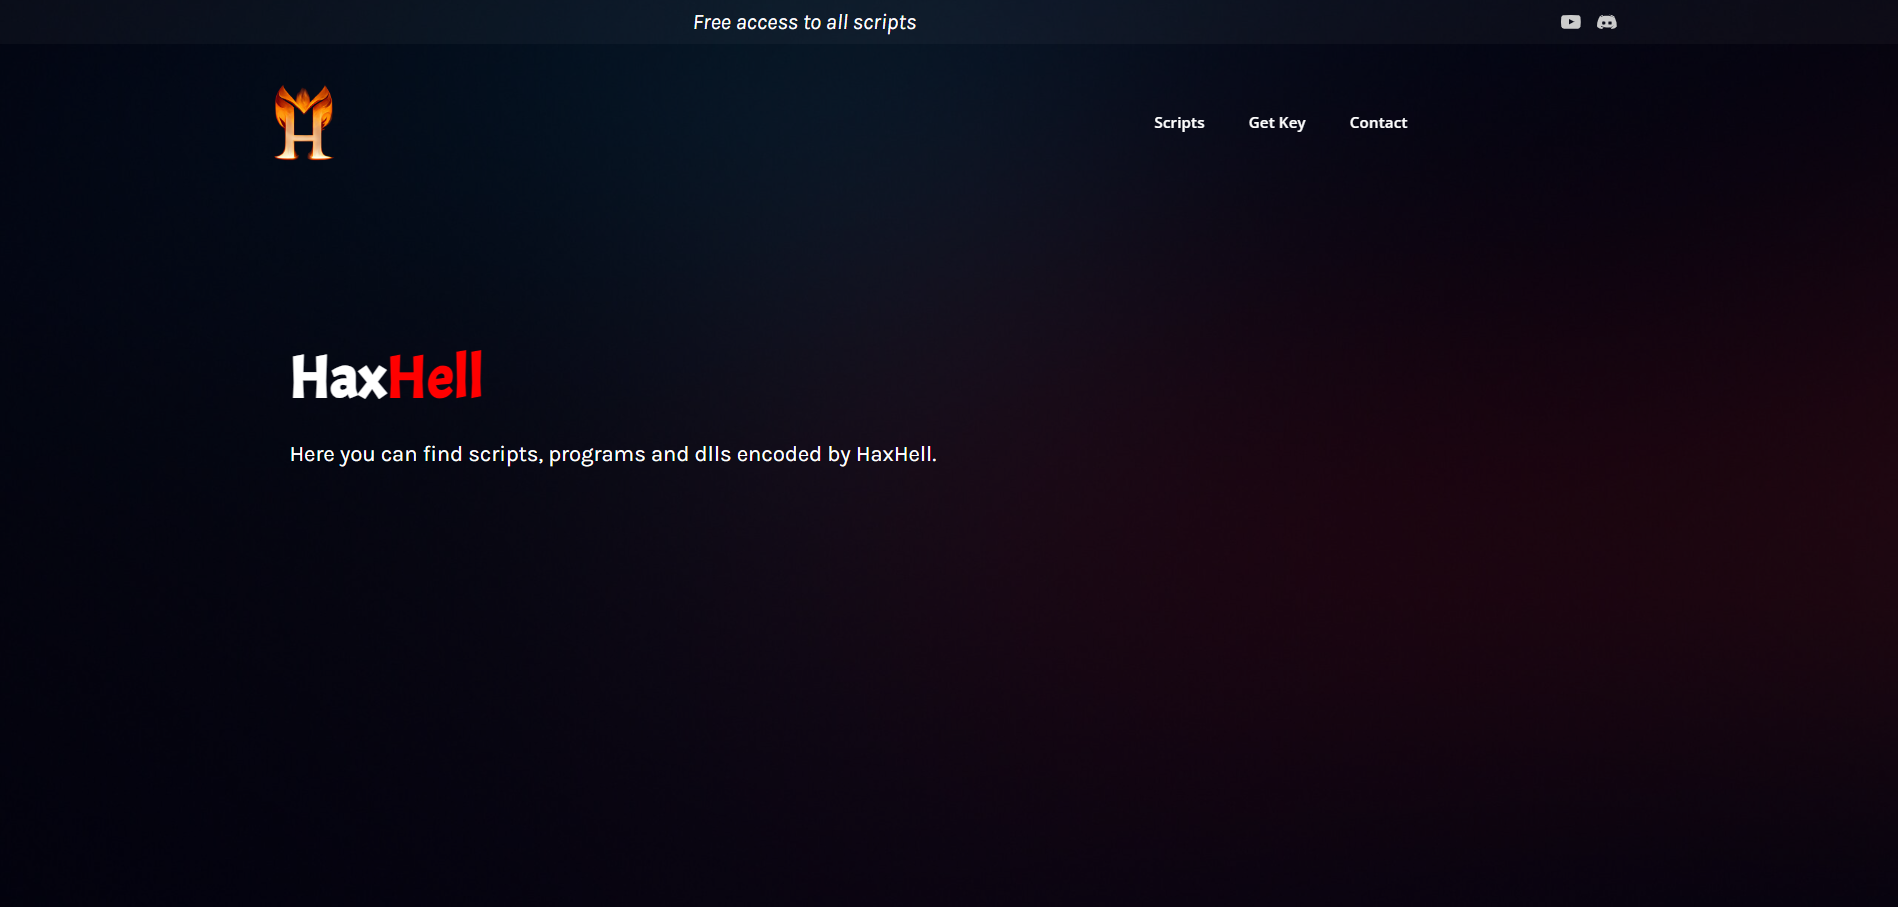 Free access to all scripts
H
Scripts Get Key Contact
HaxHell
Here you can find scripts, programs and dlls encoded by HaxHell.